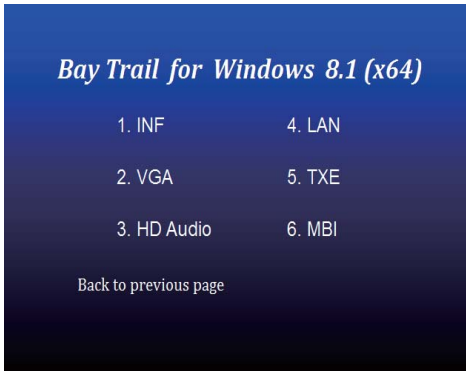 Bay Trail for Windows 8.1 (x64)
1. INF
2. VGA
3. HD Audio
4. LAN
5. TXE
6. MBI
Back to previous page